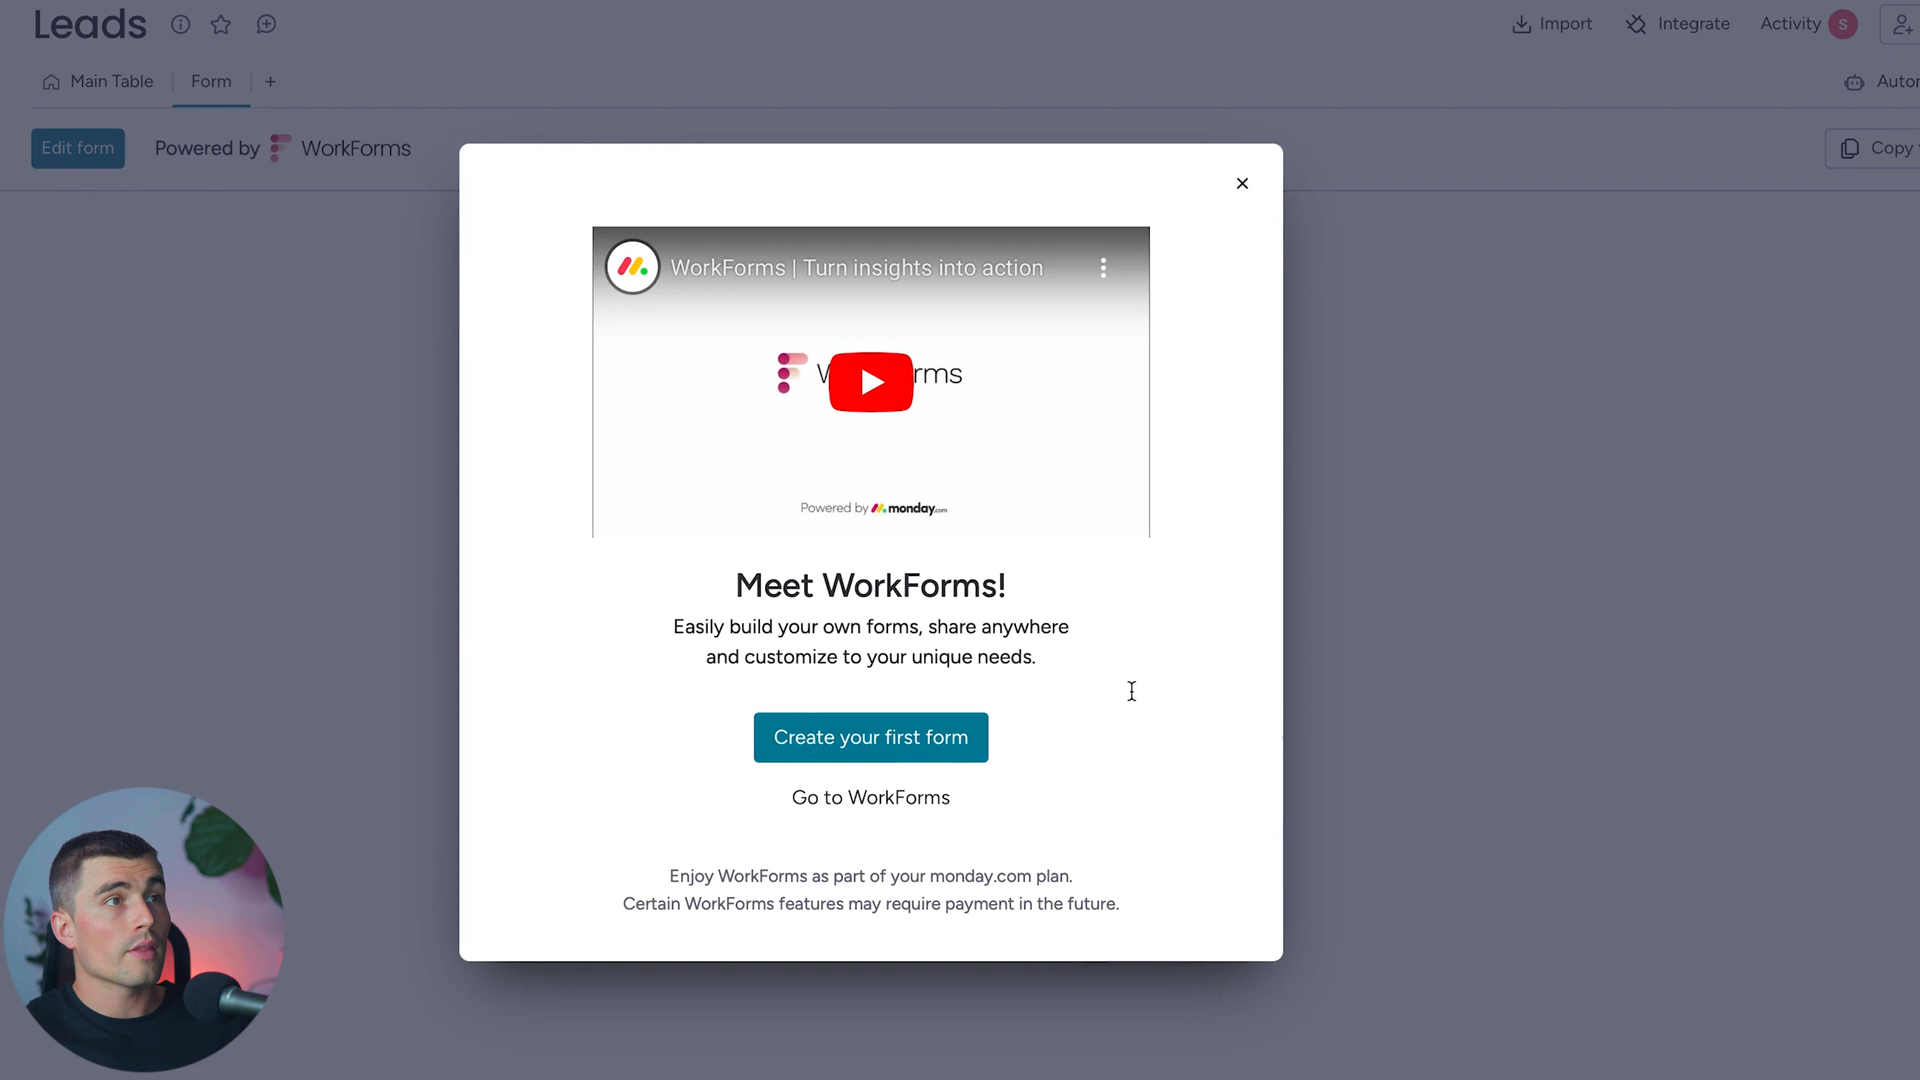 Leads
Import
Integrate
Activity
S
Main Table
Form
+
Edit form
Powered by WorkForms
Copy
WorkForms | Turn insights into action
Powered by monday.com
Meet WorkForms!
Easily build your own forms, share anywhere
and customize to your unique needs.
Create your first form
Go to WorkForms
Enjoy WorkForms as part of your monday.com plan.
Certain WorkForms features may require payment in the future.